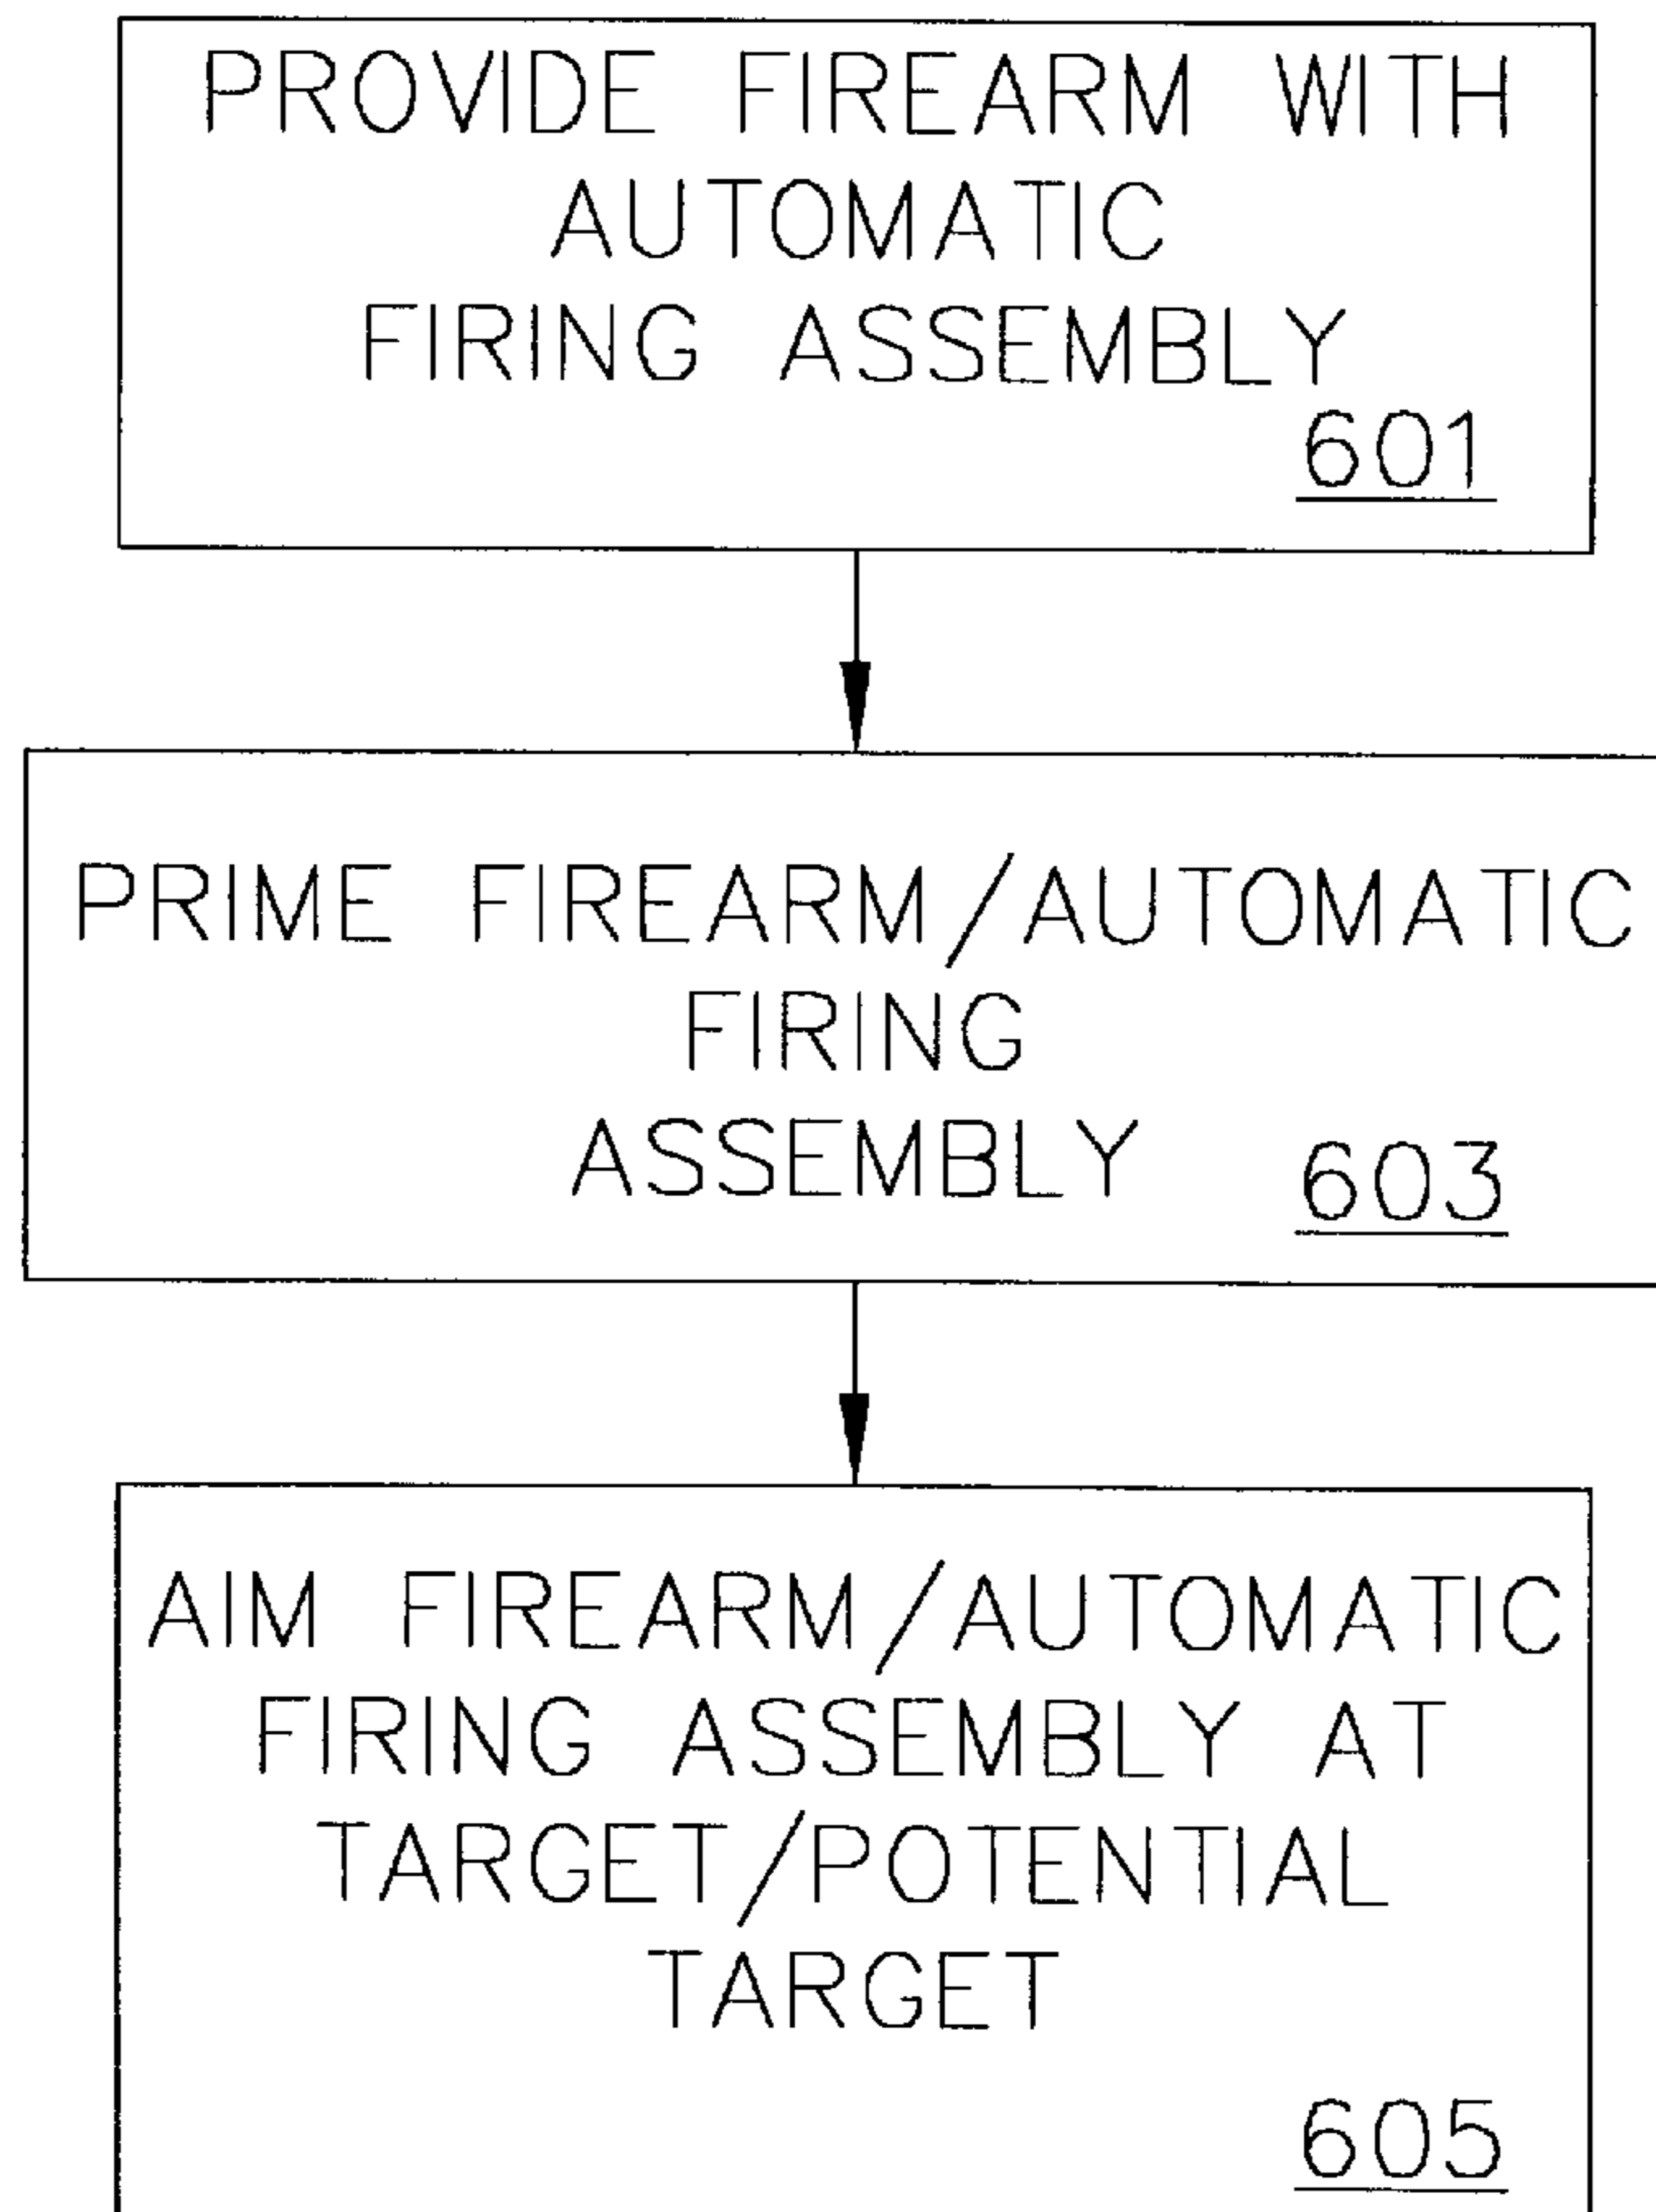 PROVIDE FIREARM WITH
AUTOMATIC
FIRING ASSEMBLY
601
PRIME FIREARM/AUTOMATIC
FIRING
ASSEMBLY 603
AIM FIREARM/AUTOMATIC
FIRING ASSEMBLY AT
TARGET/POTENTIAL
TARGET
605